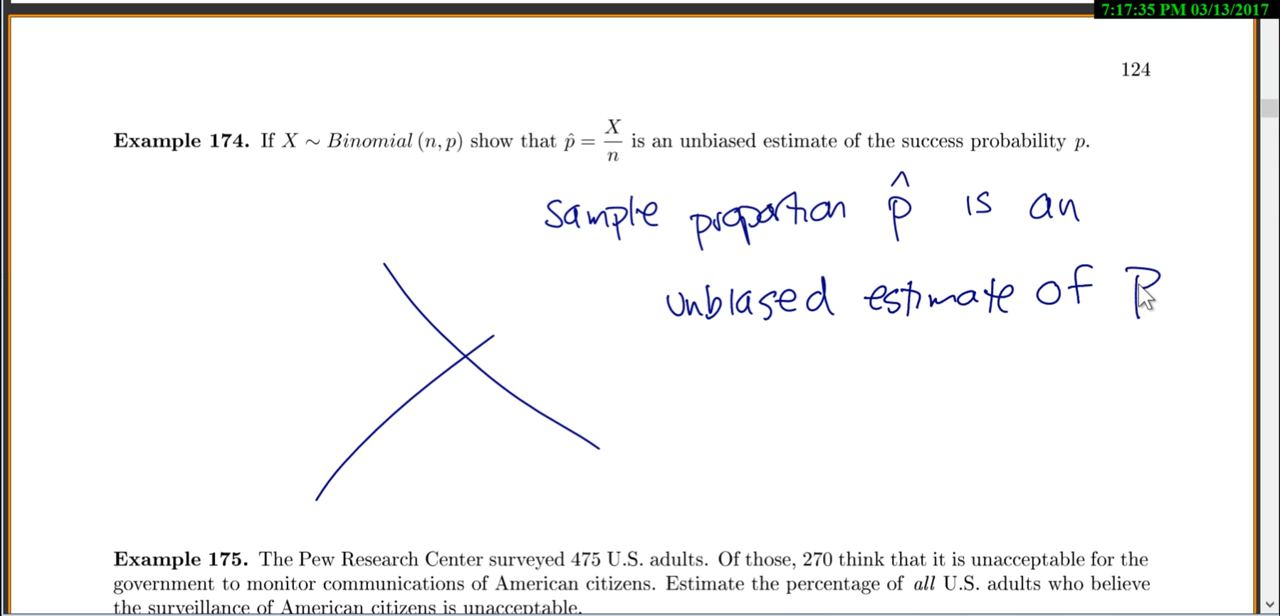 7:17:35 PM 03/13/2017
124
Example 174. If X ∼ Binomial (n, p) show that p̂ = X/n is an unbiased estimate of the success probability p.
Sample proportion p̂ is an
unbiased estimate of P
Example 175. The Pew Research Center surveyed 475 U.S. adults. Of those, 270 think that it is unacceptable for the
government to monitor communications of American citizens. Estimate the percentage of all U.S. adults who believe
the surveillance of American citizens is unacceptable.